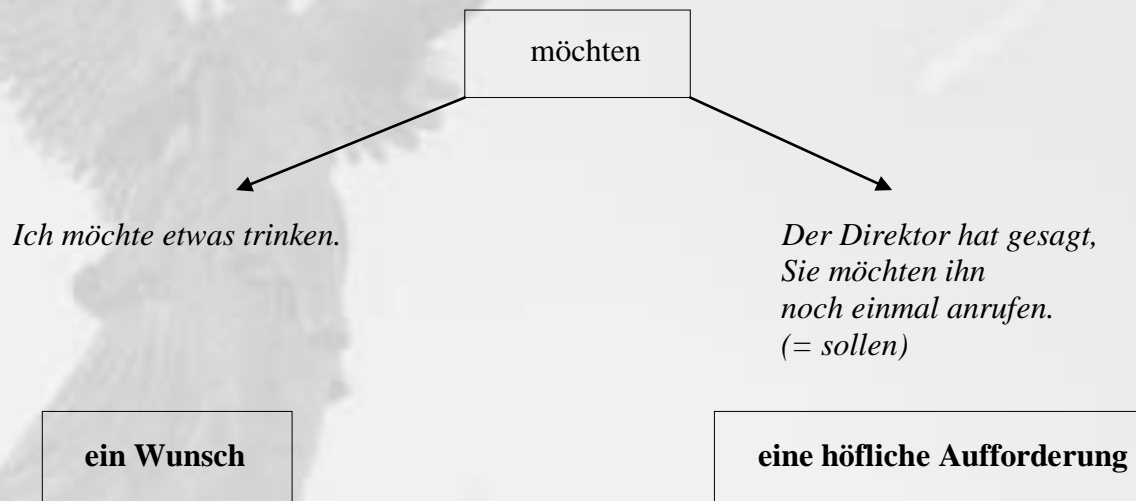 möchten
Ich möchte etwas trinken.
Der Direktor hat gesagt,
Sie möchten ihn
noch einmal anrufen.
(= sollen)
ein Wunsch
eine höfliche Aufforderung